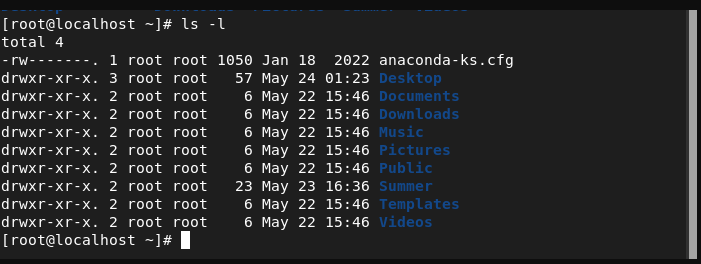 [root@localhost ~]# ls -l
total 4
-rw-------. 1 root root 1050 Jan 18  2022 anaconda-ks.cfg
drwxr-xr-x. 3 root root   57 May 24 01:23 Desktop
drwxr-xr-x. 2 root root    6 May 22 15:46 Documents
drwxr-xr-x. 2 root root    6 May 22 15:46 Downloads
drwxr-xr-x. 2 root root    6 May 22 15:46 Music
drwxr-xr-x. 2 root root    6 May 22 15:46 Pictures
drwxr-xr-x. 2 root root    6 May 22 15:46 Public
drwxr-xr-x. 2 root root   23 May 23 16:36 Summer
drwxr-xr-x. 2 root root    6 May 22 15:46 Templates
drwxr-xr-x. 2 root root    6 May 22 15:46 Videos
[root@localhost ~]#